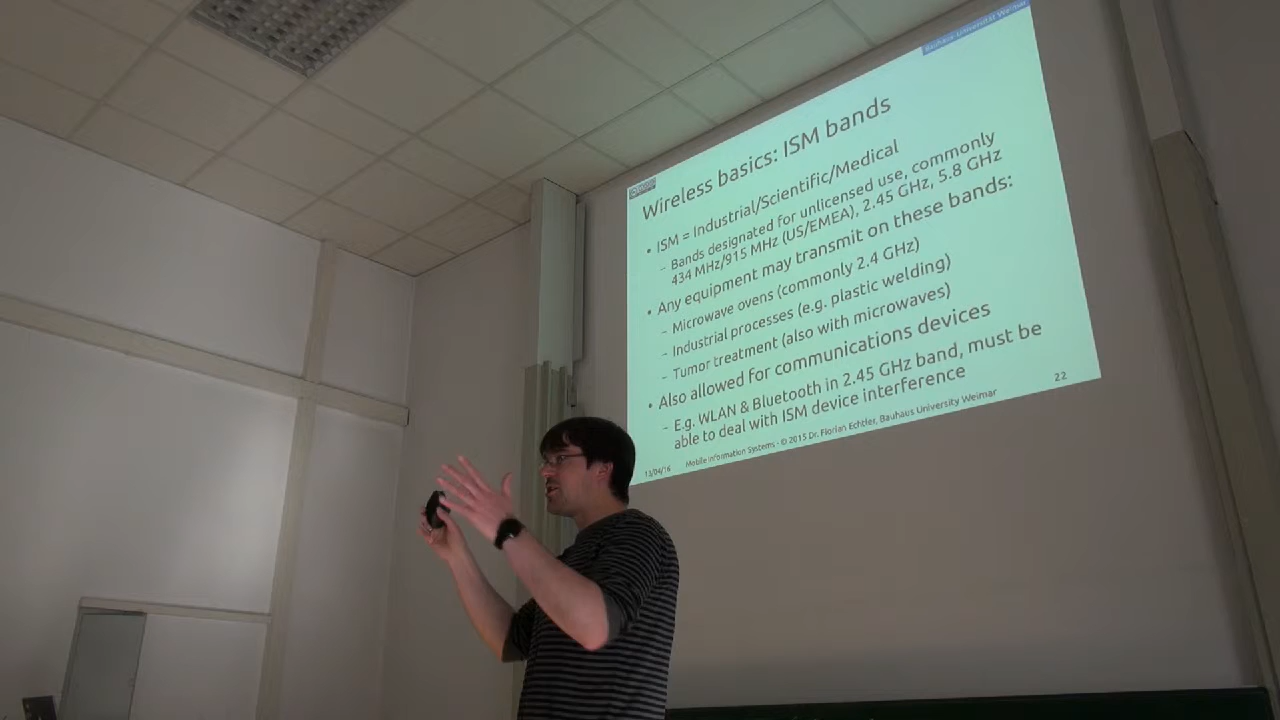 Bauhaus-Universität Weimar
Wireless basics: ISM bands
• ISM = Industrial/Scientific/Medical
– Bands designated for unlicensed use, commonly
434 MHz/915 MHz (US/EMEA), 2.45 GHz, 5.8 GHz
• Any equipment may transmit on these bands:
– Microwave ovens (commonly 2.4 GHz)
– Industrial processes (e.g. plastic welding)
– Tumor treatment (also with microwaves)
• Also allowed for communications devices
– E.g. WLAN & Bluetooth in 2.45 GHz band, must be
able to deal with ISM device interference
13/04/16 Mobile Information Systems - © 2015 Dr. Florian Echtler, Bauhaus University Weimar 22